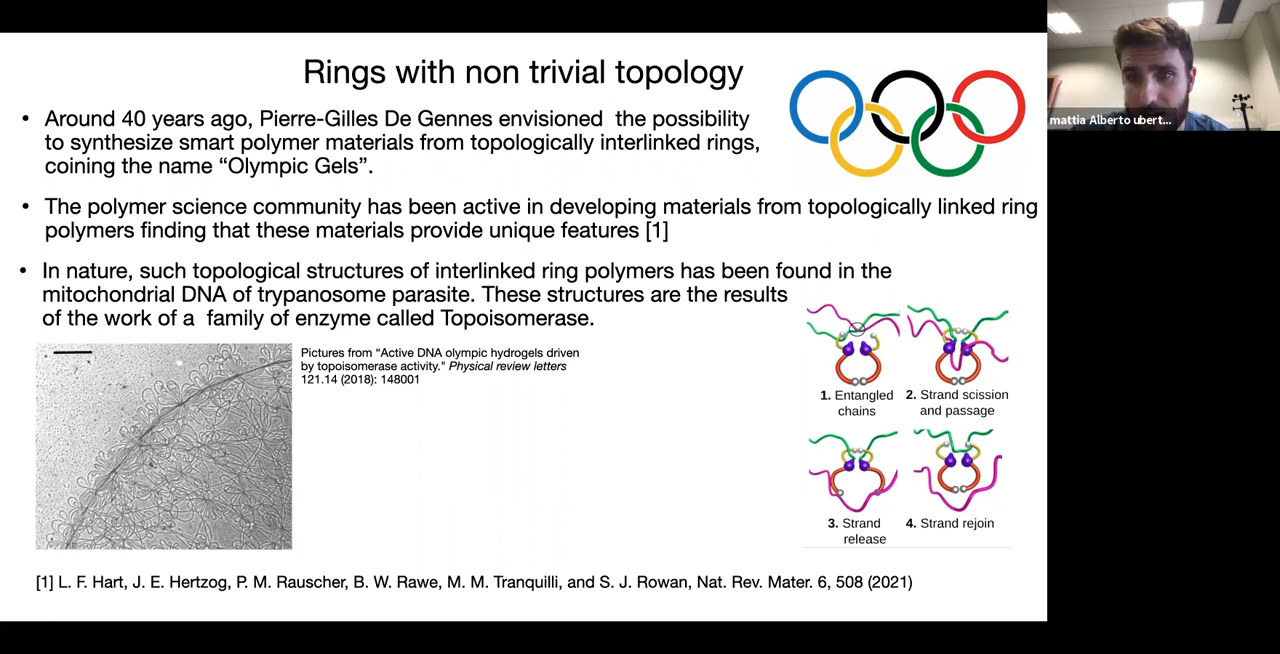 Rings with non trivial topology
• Around 40 years ago, Pierre-Gilles De Gennes envisioned the possibility
to synthesize smart polymer materials from topologically interlinked rings,
coining the name “Olympic Gels”.
• The polymer science community has been active in developing materials from topologically linked ring
polymers finding that these materials provide unique features [1]
• In nature, such topological structures of interlinked ring polymers has been found in the
mitochondrial DNA of trypanosome parasite. These structures are the results
of the work of a family of enzyme called Topoisomerase.
Pictures from “Active DNA olympic hydrogels driven
by topoisomerase activity." Physical review letters
121.14 (2018): 148001
1. Entangled
chains
2. Strand scission
and passage
3. Strand
release
4. Strand rejoin
[1] L. F. Hart, J. E. Hertzog, P. M. Rauscher, B. W. Rawe, M. M. Tranquilli, and S. J. Rowan, Nat. Rev. Mater. 6, 508 (2021)
mattia Alberto ubert...